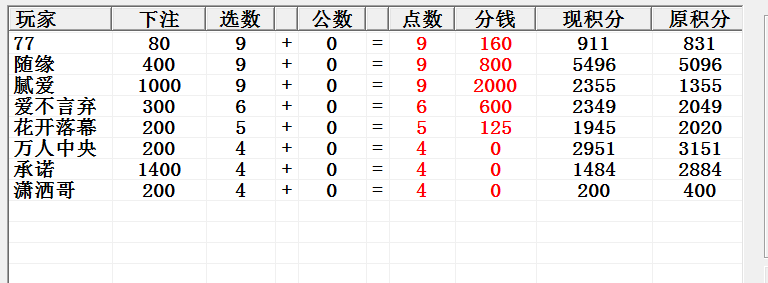 玩家 下注 选数 公数 点数 分钱 现积分 原积分
77 80 9 + 0 = 9 160 911 831
随缘 400 9 + 0 = 9 800 5496 5096
腻爱 1000 9 + 0 = 9 2000 2355 1355
爱不言弃 300 6 + 0 = 6 600 2349 2049
花开落幕 200 5 + 0 = 5 125 1945 2020
万人中央 200 4 + 0 = 4 0 2951 3151
承诺 1400 4 + 0 = 4 0 1484 2884
潇洒哥 200 4 + 0 = 4 0 200 400